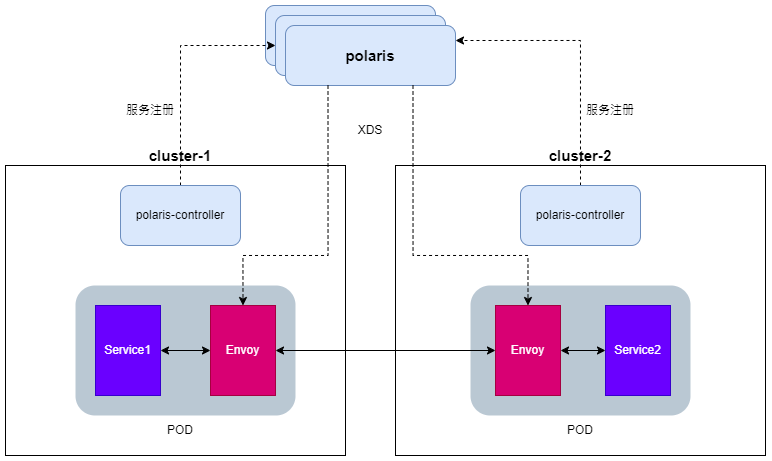 polaris
服务注册
服务注册
XDS
cluster-1
cluster-2
polaris-controller
polaris-controller
Service1
Envoy
Envoy
Service2
POD
POD